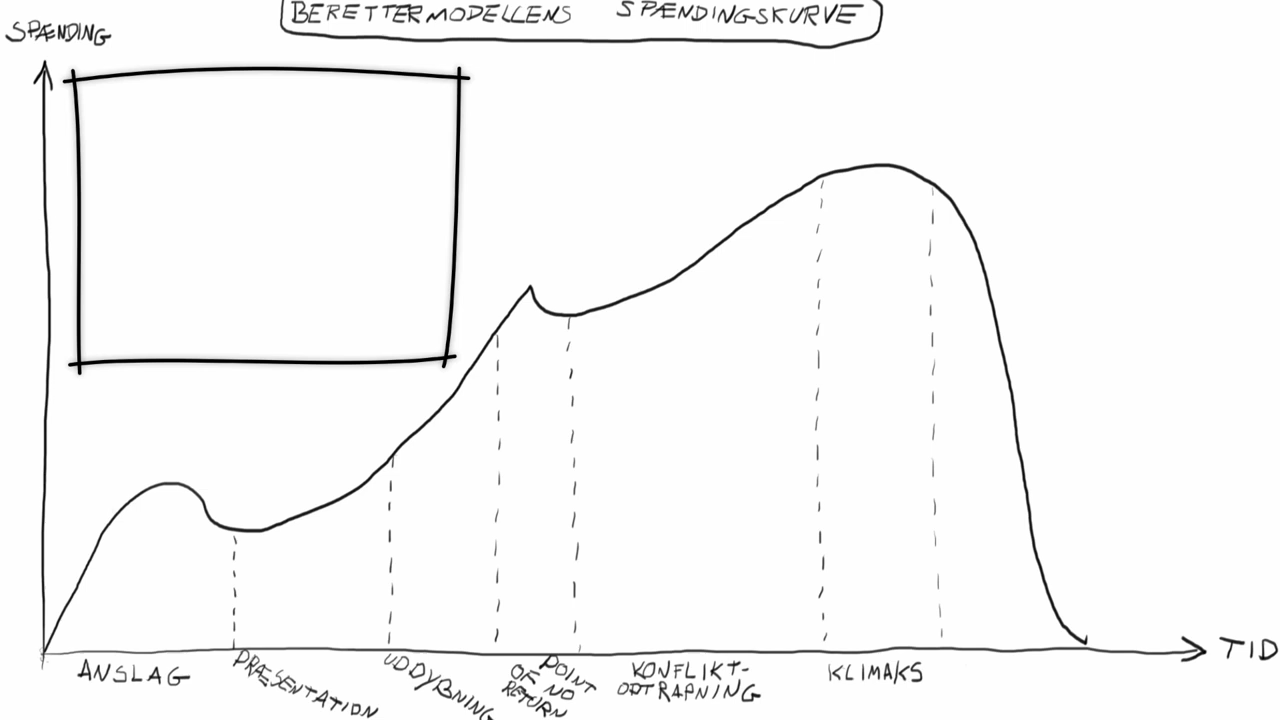 BERETTERMODELLENS SPÆNDINGSKURVE
SPÆNDING
TID
ANSLAG
PRÆSENTATION
UDDYBNING
POINT
OF NO
RETURN
KONFLIKT-
OPTRAPNING
KLIMAKS